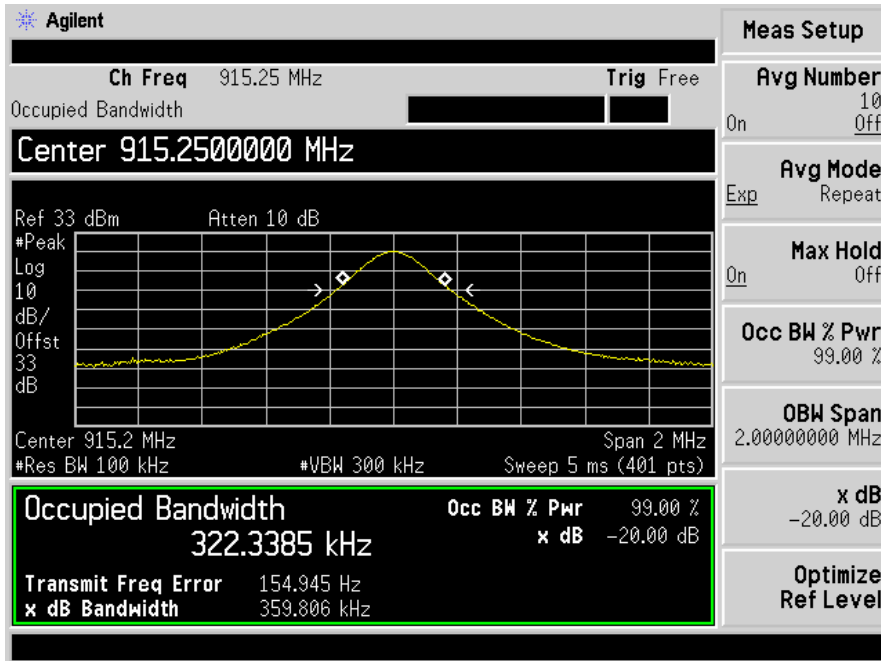 Agilent
Meas Setup
Ch Freq 915.25 MHz Trig Free
Occupied Bandwidth
Center 915.2500000 MHz
Ref 33 dBm Atten 10 dB
#Peak
Log
10
dB/
Offst
33
dB
Center 915.2 MHz Span 2 MHz
#Res BW 100 kHz #VBW 300 kHz Sweep 5 ms (401 pts)
Occupied Bandwidth
322.3385 kHz
Occ BW % Pwr 99.00 %
x dB -20.00 dB
Transmit Freq Error 154.945 Hz
x dB Bandwidth 359.806 kHz
Avg Number
10
On Off
Avg Mode
Exp Repeat
Max Hold
On Off
Occ BW % Pwr
99.00 %
OBW Span
2.00000000 MHz
x dB
-20.00 dB
Optimize
Ref Level